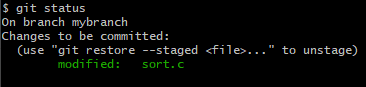 $ git status
On branch mybranch
Changes to be committed:
  (use "git restore --staged <file>..." to unstage)
        modified:   sort.c